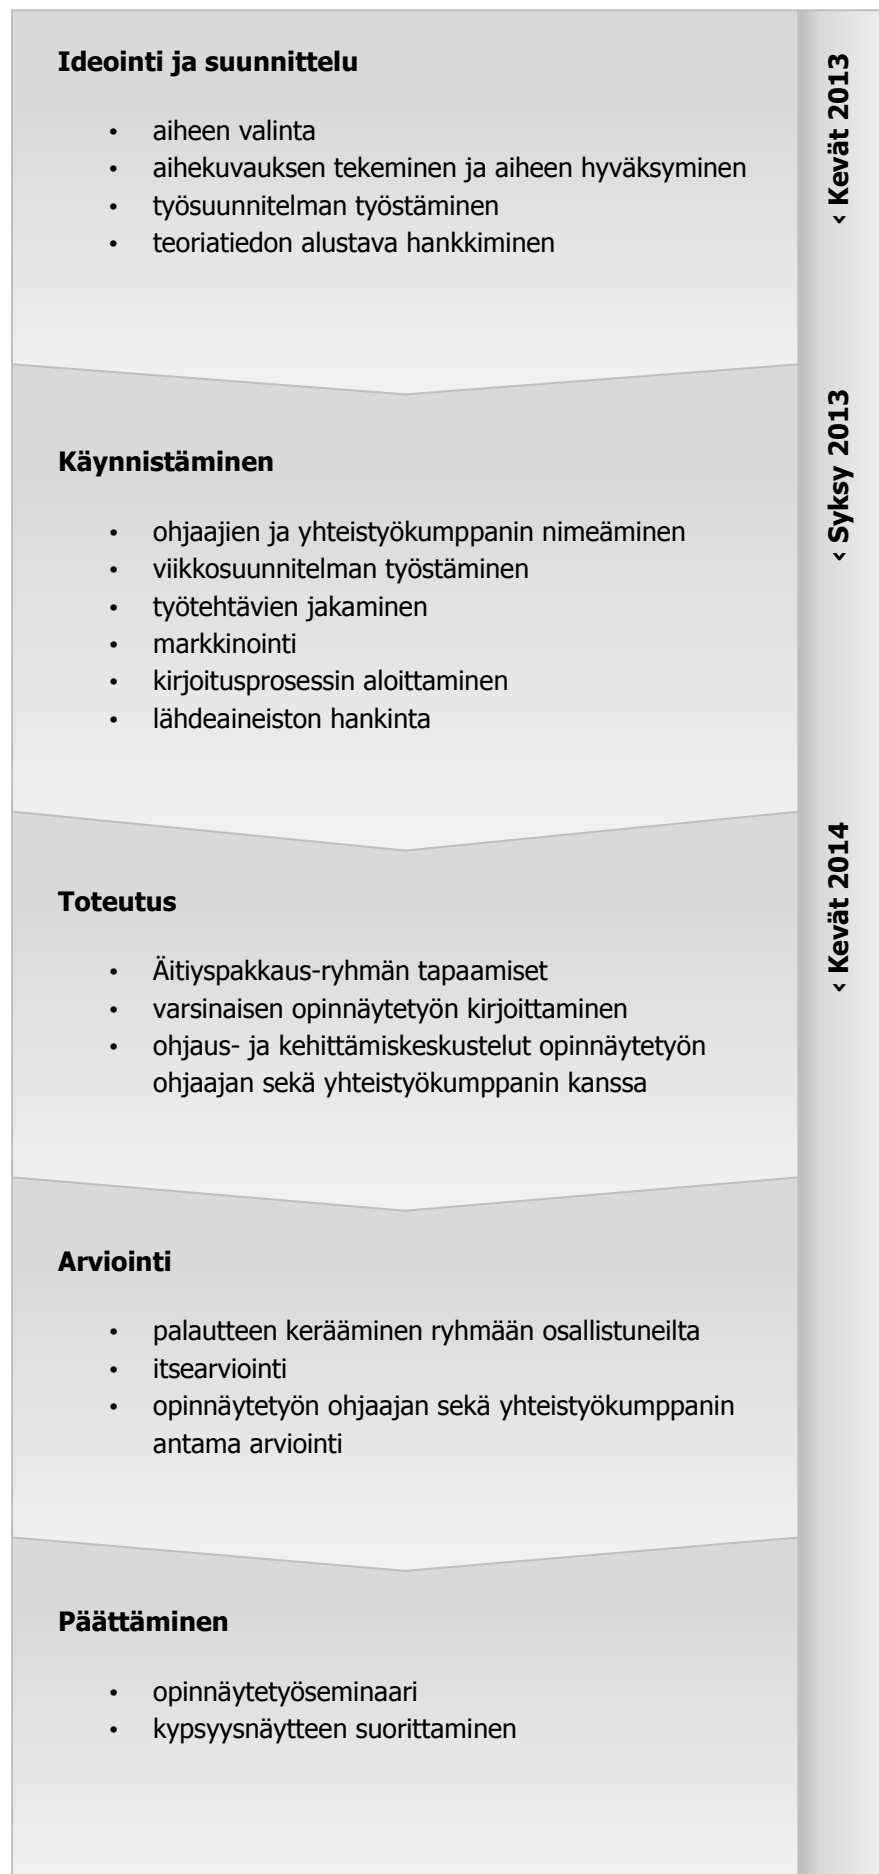 Ideointi ja suunnittelu
• aiheen valinta
• aihekuvauksen tekeminen ja aiheen hyväksyminen
• työsuunnitelman työstäminen
• teoriatiedon alustava hankkiminen
‹ Kevät 2013
Käynnistäminen
• ohjaajien ja yhteistyökumppanin nimeäminen
• viikkosuunnitelman työstäminen
• työtehtävien jakaminen
• markkinointi
• kirjoitusprosessin aloittaminen
• lähdeaineiston hankinta
‹ Syksy 2013
Toteutus
• Äitiyspakkaus-ryhmän tapaamiset
• varsinaisen opinnäytetyön kirjoittaminen
• ohjaus- ja kehittämiskeskustelut opinnäytetyön
ohjaajan sekä yhteistyökumppanin kanssa
‹ Kevät 2014
Arviointi
• palautteen kerääminen ryhmään osallistuneilta
• itsearviointi
• opinnäytetyön ohjaajan sekä yhteistyökumppanin
antama arviointi
Päättäminen
• opinnäytetyöseminaari
• kypsyysnäytteen suorittaminen